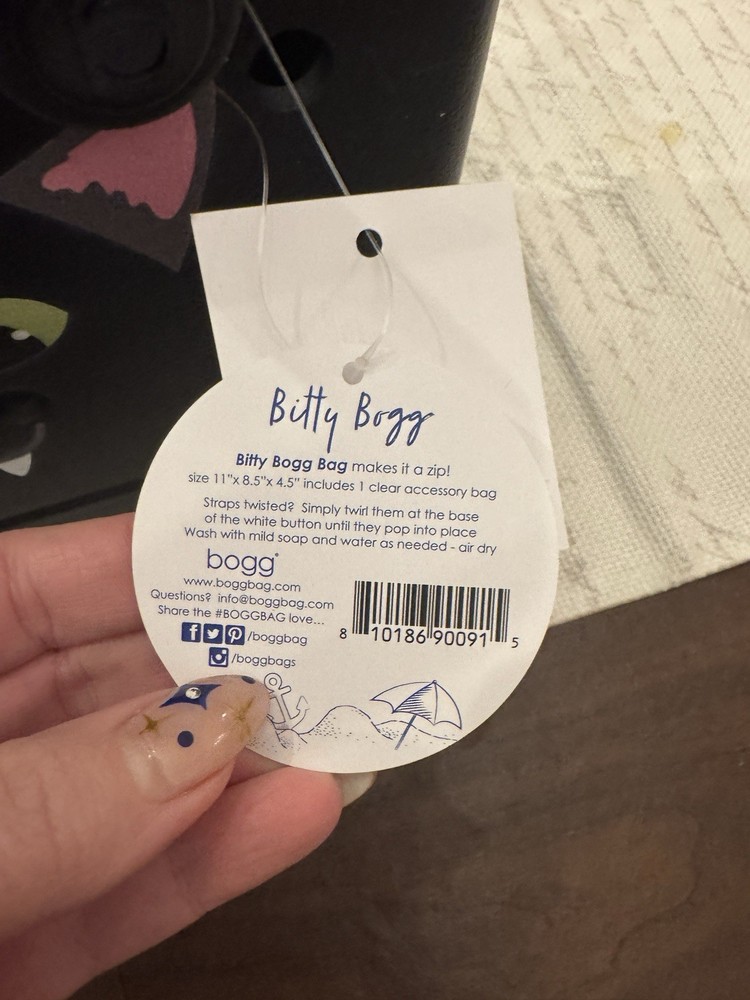 Bitty Bogg
Bitty Bogg Bag makes it a zip!
size 11"x 8.5"x 4.5" includes 1 clear accessory bag
Straps twisted? Simply twirl them at the base
of the white button until they pop into place
Wash with mild soap and water as needed - air dry
bogg®
www.boggbag.com
Questions? info@boggbag.com
Share the #BOGGBAG love...
/boggbag
/boggbags
8 10186 90091 5